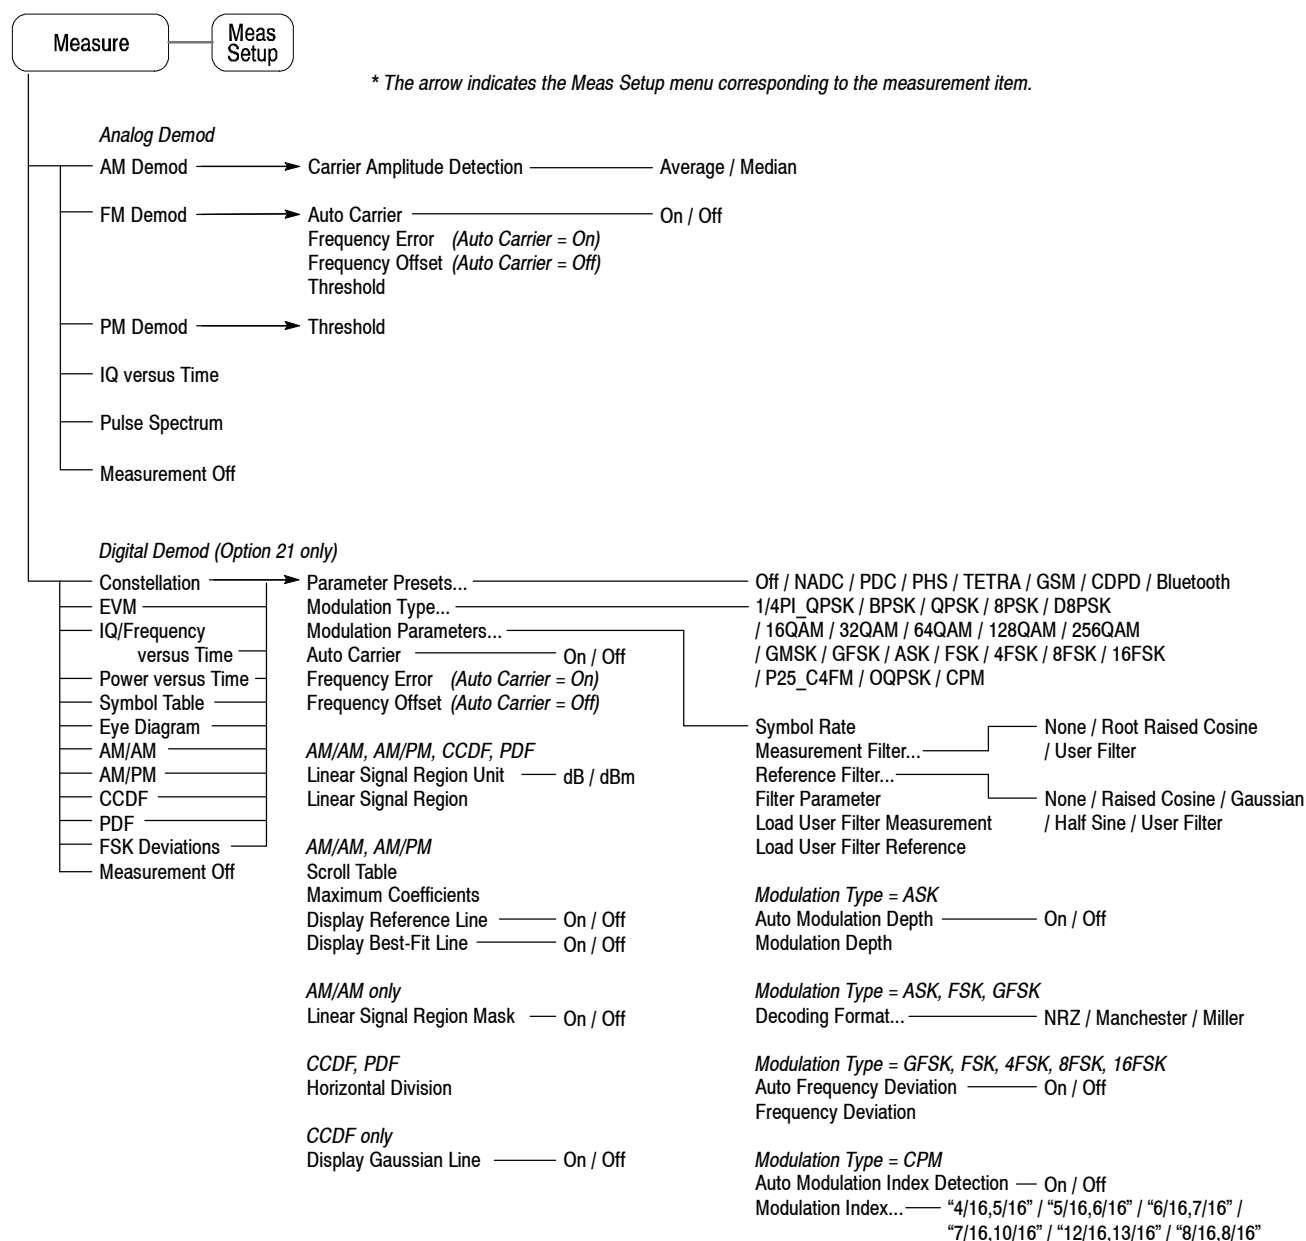 Measure
Meas
Setup
* The arrow indicates the Meas Setup menu corresponding to the measurement item.
Analog Demod
AM Demod
Carrier Amplitude Detection
Average / Median
FM Demod
Auto Carrier
On / Off
Frequency Error (Auto Carrier = On)
Frequency Offset (Auto Carrier = Off)
Threshold
PM Demod
Threshold
IQ versus Time
Pulse Spectrum
Measurement Off
Digital Demod (Option 21 only)
Constellation
EVM
IQ/Frequency
versus Time
Power versus Time
Symbol Table
Eye Diagram
AM/AM
AM/PM
CCDF
PDF
FSK Deviations
Measurement Off
Parameter Presets...
Modulation Type...
Modulation Parameters...
Auto Carrier
On / Off
Frequency Error (Auto Carrier = On)
Frequency Offset (Auto Carrier = Off)
AM/AM, AM/PM, CCDF, PDF
Linear Signal Region Unit
dB / dBm
Linear Signal Region
AM/AM, AM/PM
Scroll Table
Maximum Coefficients
Display Reference Line
On / Off
Display Best-Fit Line
On / Off
AM/AM only
Linear Signal Region Mask
On / Off
CCDF, PDF
Horizontal Division
CCDF only
Display Gaussian Line
On / Off
Off / NADC / PDC / PHS / TETRA / GSM / CDPD / Bluetooth
1/4PI_QPSK / BPSK / QPSK / 8PSK / D8PSK
/ 16QAM / 32QAM / 64QAM / 128QAM / 256QAM
/ GMSK / GFSK / ASK / FSK / 4FSK / 8FSK / 16FSK
/ P25_C4FM / OQPSK / CPM
Symbol Rate
Measurement Filter...
None / Root Raised Cosine
/ User Filter
Reference Filter...
None / Raised Cosine / Gaussian
/ Half Sine / User Filter
Filter Parameter
Load User Filter Measurement
Load User Filter Reference
Modulation Type = ASK
Auto Modulation Depth
On / Off
Modulation Depth
Modulation Type = ASK, FSK, GFSK
Decoding Format...
NRZ / Manchester / Miller
Modulation Type = GFSK, FSK, 4FSK, 8FSK, 16FSK
Auto Frequency Deviation
On / Off
Frequency Deviation
Modulation Type = CPM
Auto Modulation Index Detection
On / Off
Modulation Index...
“4/16,5/16” / “5/16,6/16” / “6/16,7/16” /
“7/16,10/16” / “12/16,13/16” / “8/16,8/16”